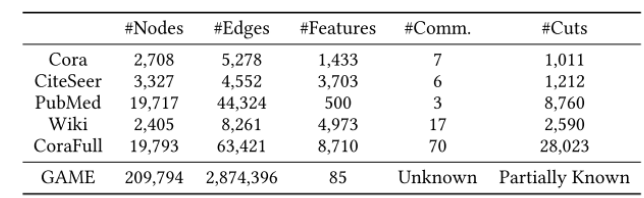 #Nodes #Edges #Features #Comm. #Cuts
Cora 2,708 5,278 1,433 7 1,011
CiteSeer 3,327 4,552 3,703 6 1,212
PubMed 19,717 44,324 500 3 8,760
Wiki 2,405 8,261 4,973 17 2,590
CoraFull 19,793 63,421 8,710 70 28,023
GAME 209,794 2,874,396 85 Unknown Partially Known